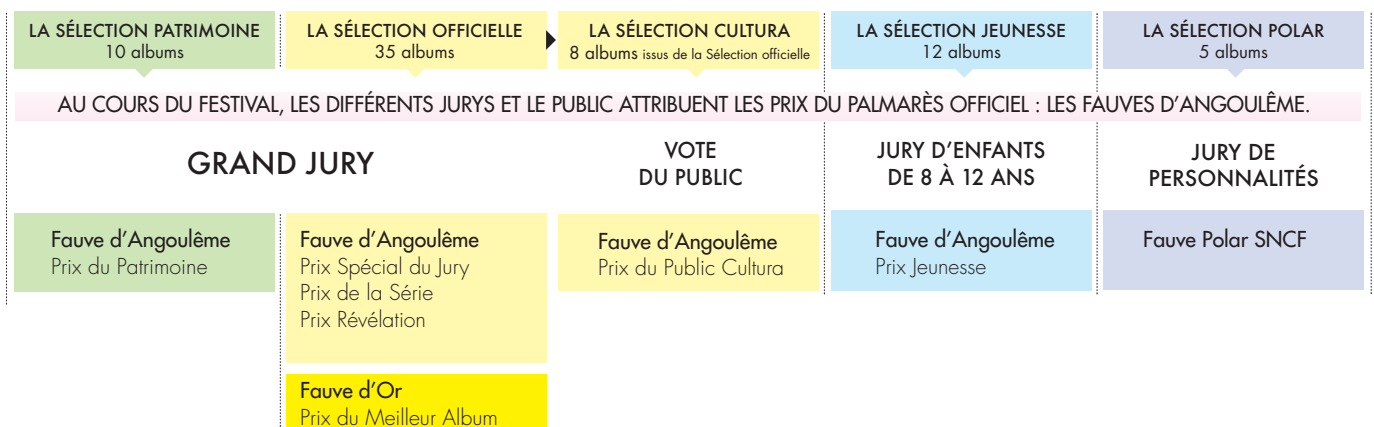 LA SÉLECTION PATRIMOINE
10 albums
LA SÉLECTION OFFICIELLE
35 albums
LA SÉLECTION CULTURA
8 albums issus de la Sélection officielle
LA SÉLECTION JEUNESSE
12 albums
LA SÉLECTION POLAR
5 albums
AU COURS DU FESTIVAL, LES DIFFÉRENTS JURYS ET LE PUBLIC ATTRIBUENT LES PRIX DU PALMARÈS OFFICIEL : LES FAUVES D’ANGOULÊME.
GRAND JURY
VOTE
DU PUBLIC
JURY D’ENFANTS
DE 8 À 12 ANS
JURY DE
PERSONNALITÉS
Fauve d’Angoulême
Prix du Patrimoine
Fauve d’Angoulême
Prix Spécial du Jury
Prix de la Série
Prix Révélation
Fauve d’Or
Prix du Meilleur Album
Fauve d’Angoulême
Prix du Public Cultura
Fauve d’Angoulême
Prix Jeunesse
Fauve Polar SNCF